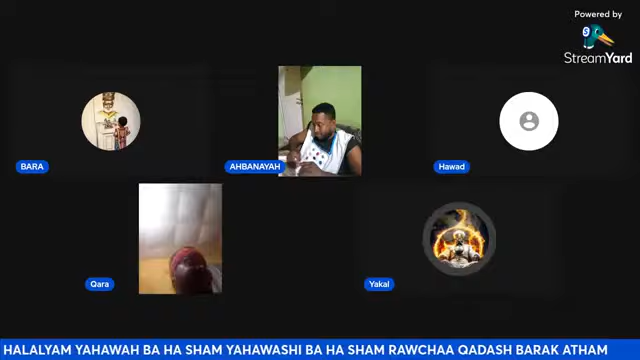 Powered by
StreamYard
BARA
AHBANAYAH
Hawad
Qara
Yakal
HALALYAM YAHAWAH BA HA SHAM YAHAWASHI BA HA SHAM RAWCHAA QADASH BARAK ATHAM